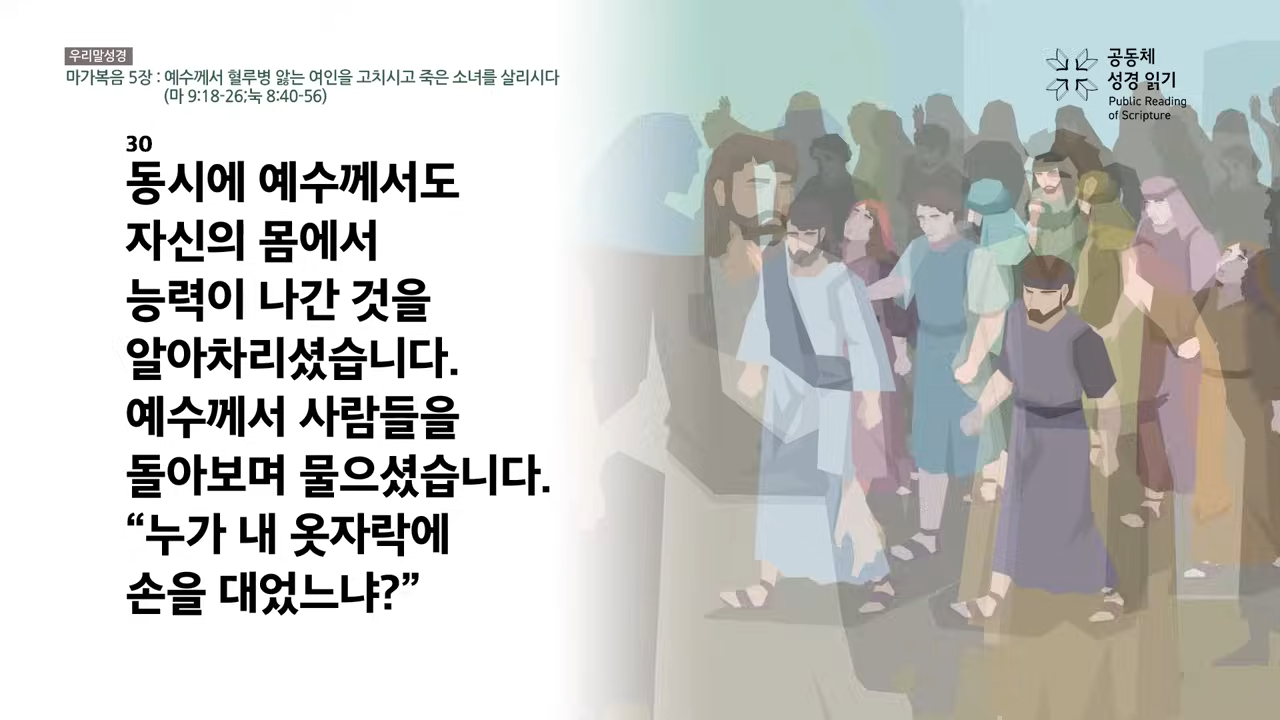 우리말성경
마가복음 5장 : 예수께서 혈루병 앓는 여인을 고치시고 죽은 소녀를 살리시다
(마 9:18-26;눅 8:40-56)
공동체
성경 읽기
Public Reading
of Scripture
30
동시에 예수께서도
자신의 몸에서
능력이 나간 것을
알아차리셨습니다.
예수께서 사람들을
돌아보며 물으셨습니다.
“누가 내 옷자락에
손을 대었느냐?”